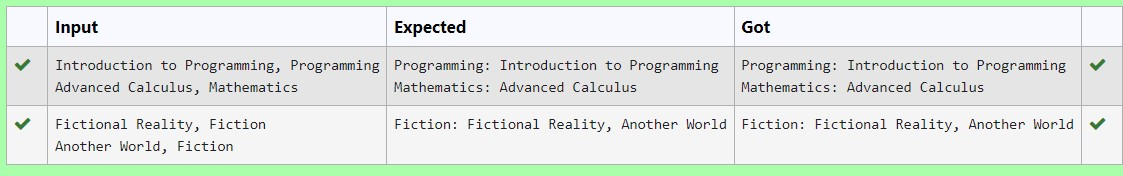 Input Expected Got
Introduction to Programming, Programming Programming: Introduction to Programming Programming: Introduction to Programming
Advanced Calculus, Mathematics Mathematics: Advanced Calculus Mathematics: Advanced Calculus
Fictional Reality, Fiction Fiction: Fictional Reality, Another World Fiction: Fictional Reality, Another World
Another World, Fiction